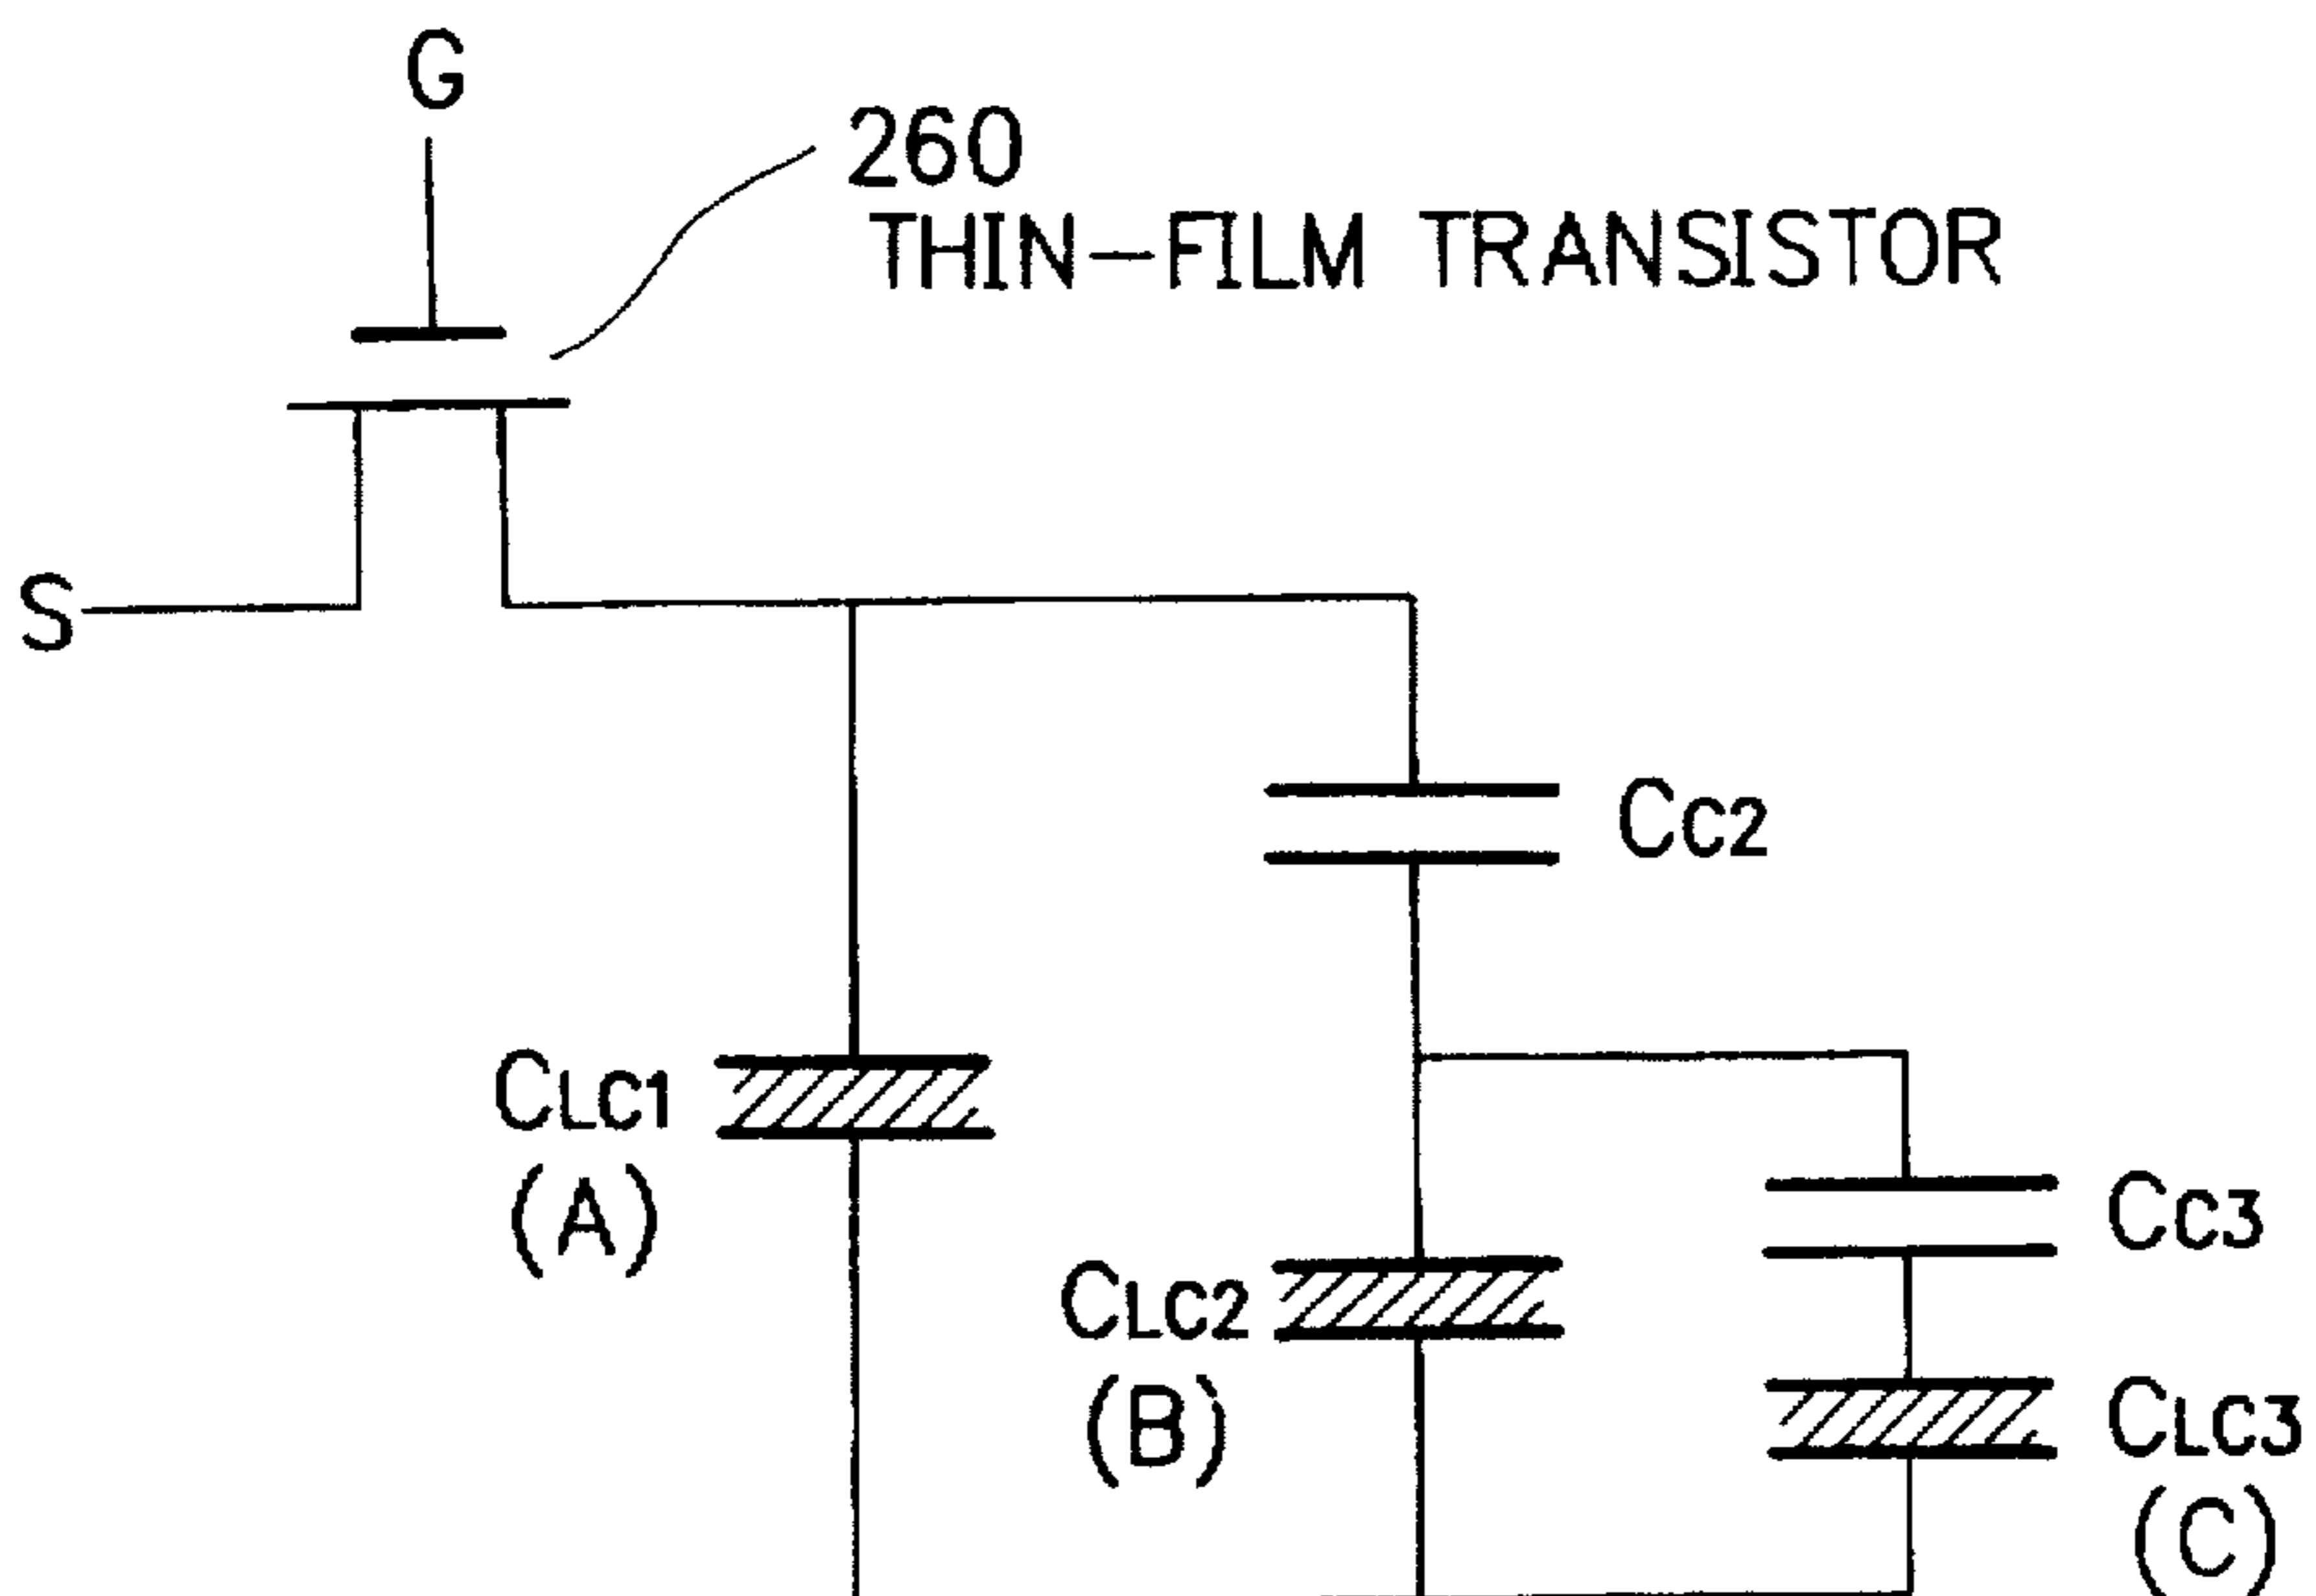 G
260
THIN-FILM TRANSISTOR
S
CC2
CLC1
(A)
CC3
CLC2
(B)
CLC3
(C)